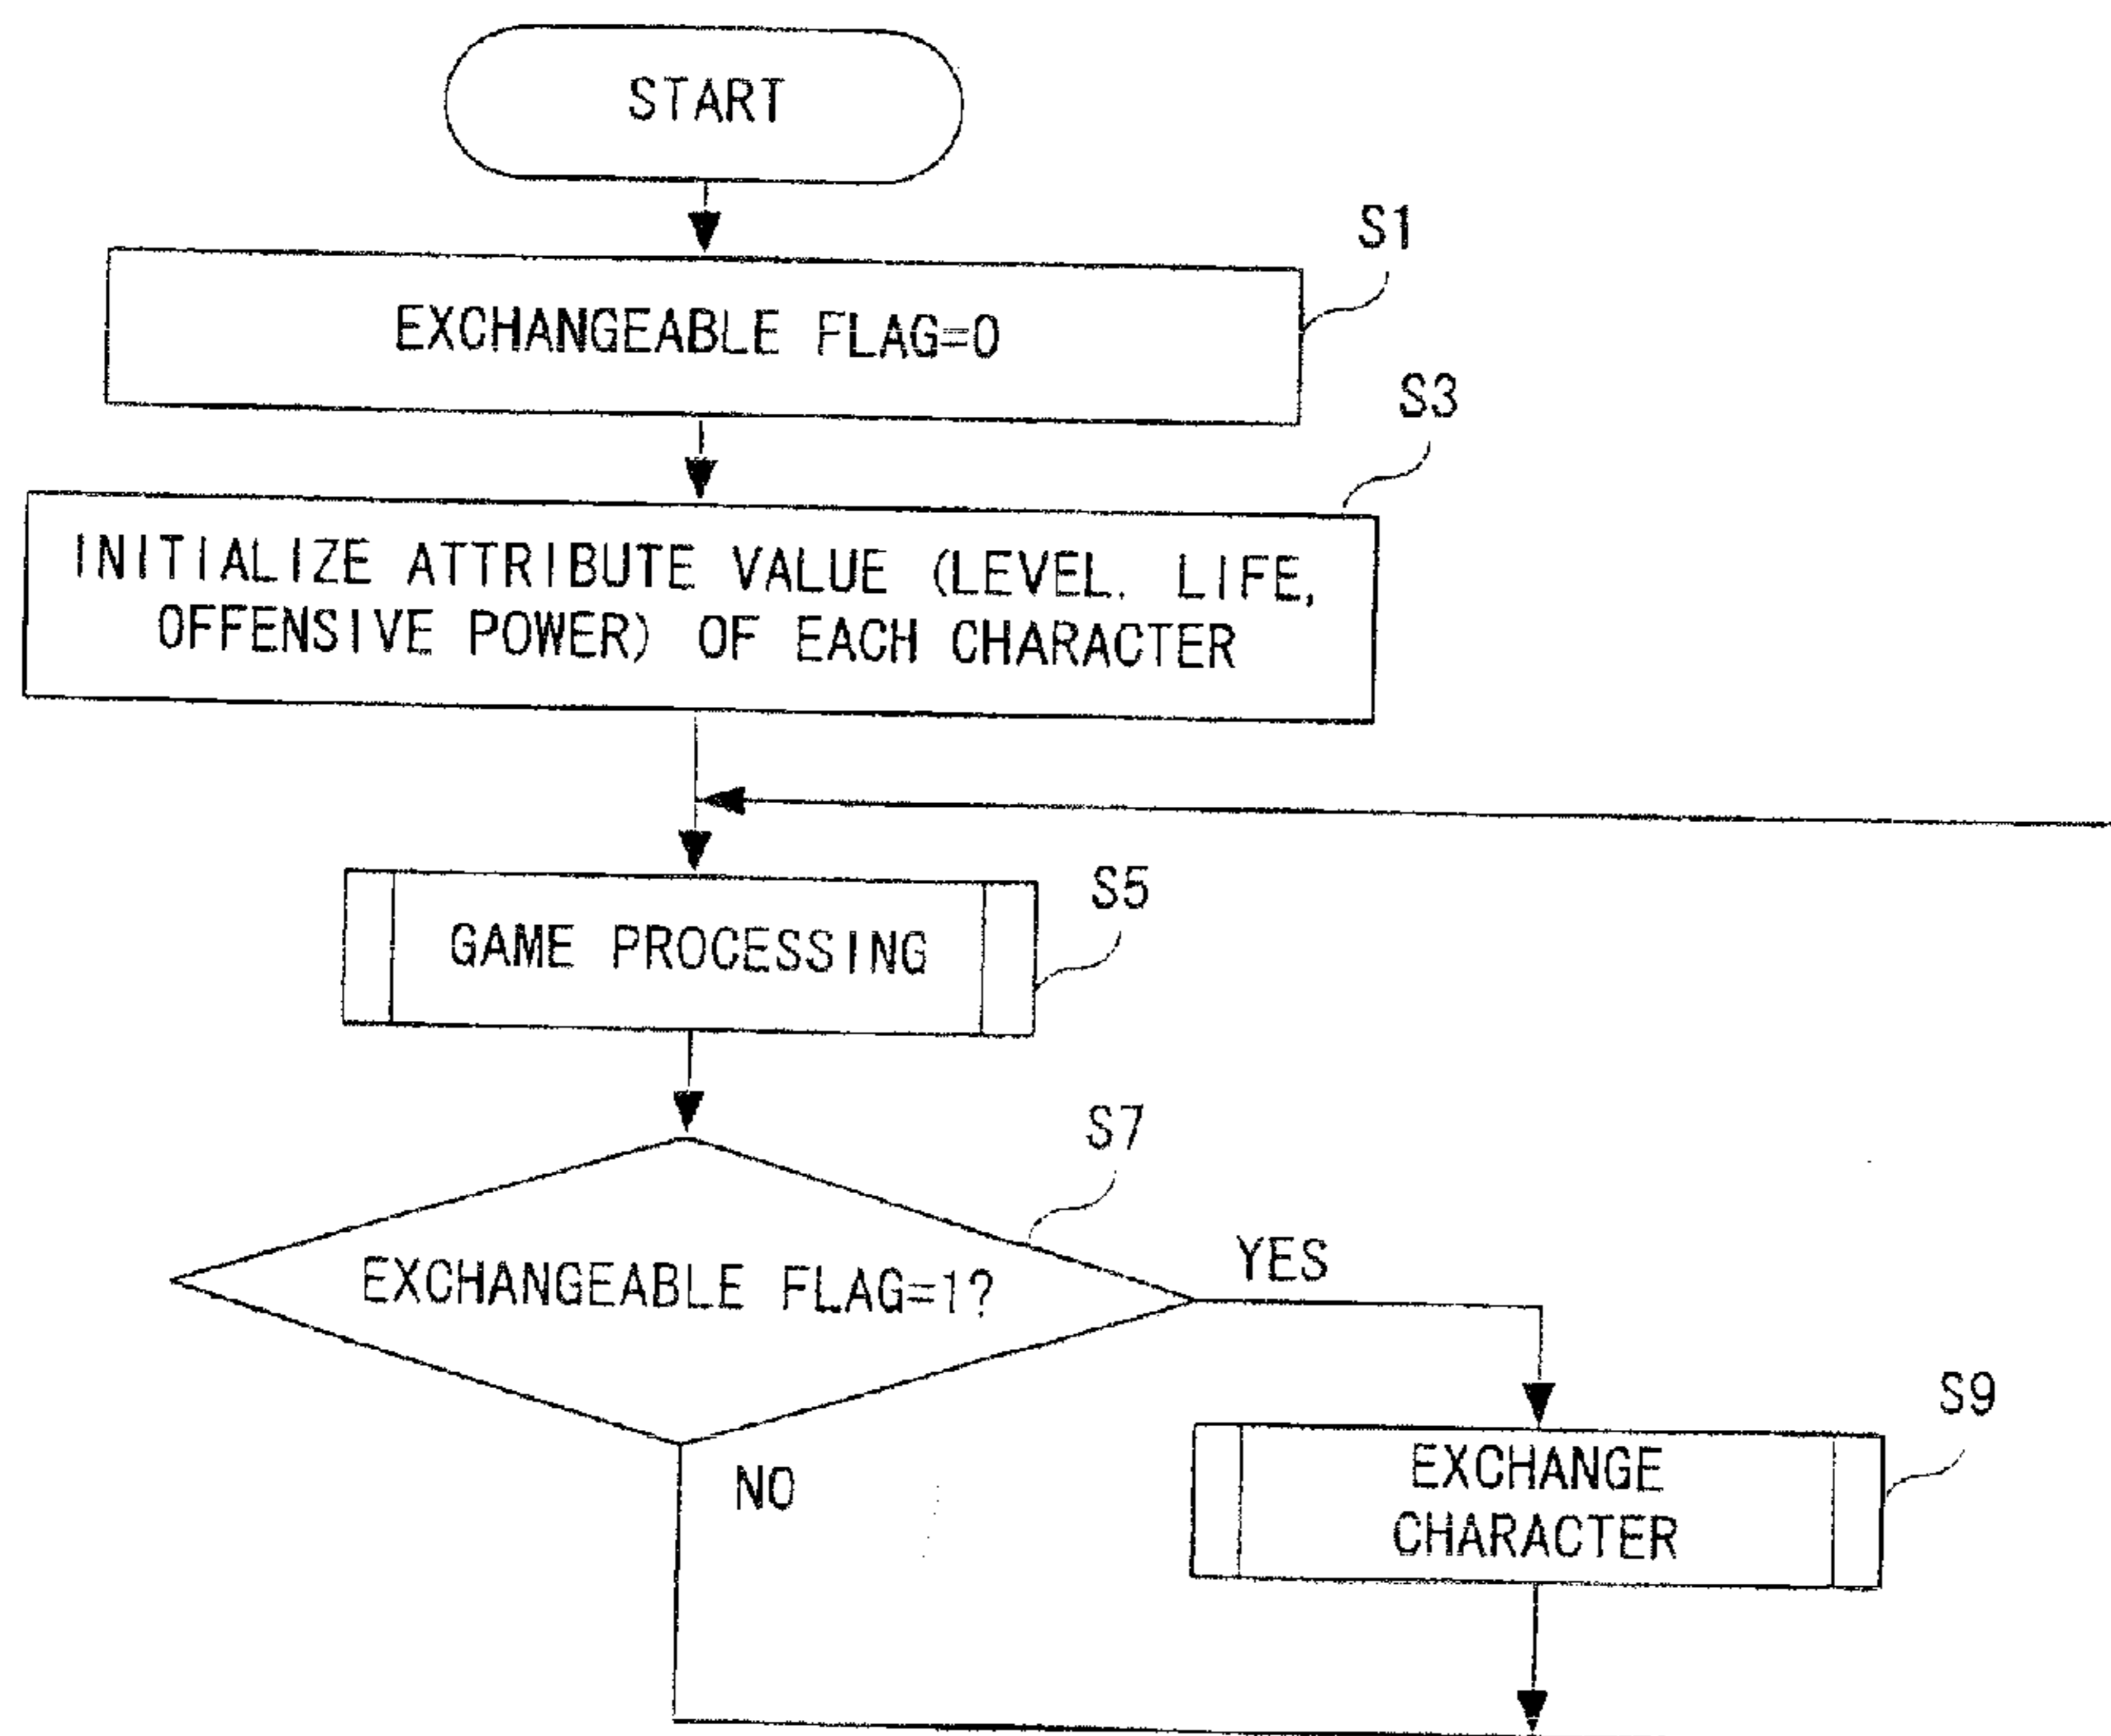 START
S1
EXCHANGEABLE FLAG=0
S3
INITIALIZE ATTRIBUTE VALUE (LEVEL. LIFE,
OFFENSIVE POWER) OF EACH CHARACTER
S5
GAME PROCESSING
S7
EXCHANGEABLE FLAG=1?
YES
S9
NO
EXCHANGE
CHARACTER